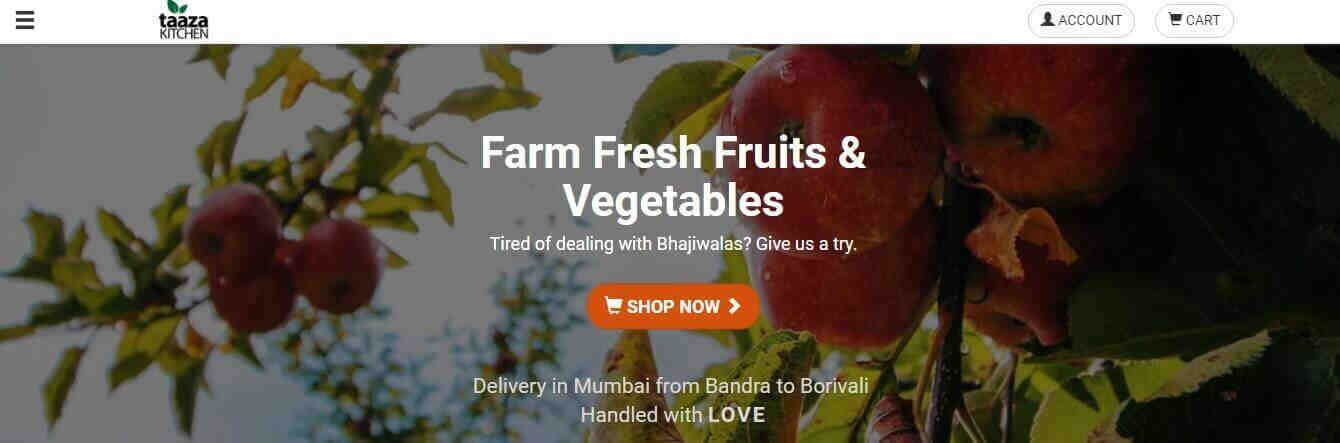 taaza
KITCHEN
ACCOUNT
CART
Farm Fresh Fruits &
Vegetables
Tired of dealing with Bhajiwalas? Give us a try.
SHOP NOW
Delivery in Mumbai from Bandra to Borivali
Handled with LOVE